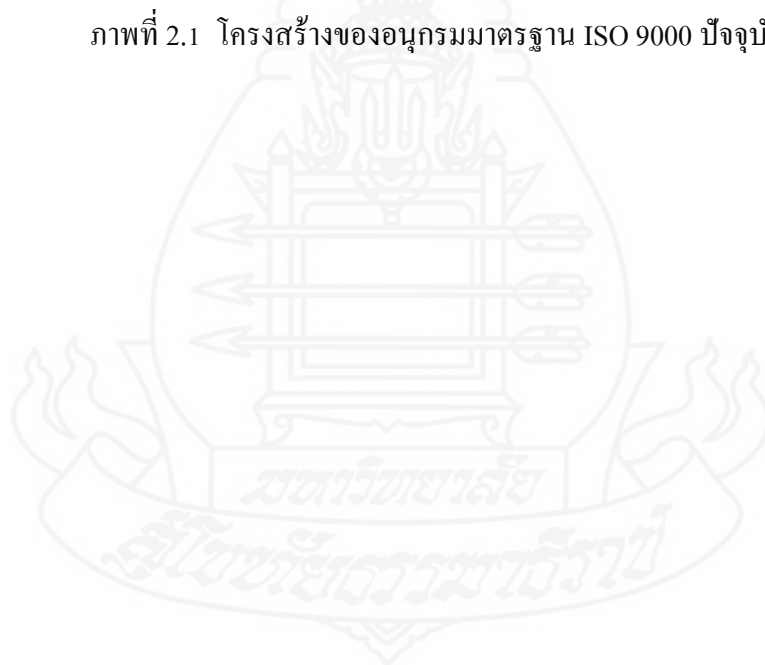 ภาพที่ 2.1 โครงสร้างของอนุกรมมาตรฐาน ISO 9000 ปัจจุบั
มหาวิทยาลัย
สุโขทัยธรรมาธิราช